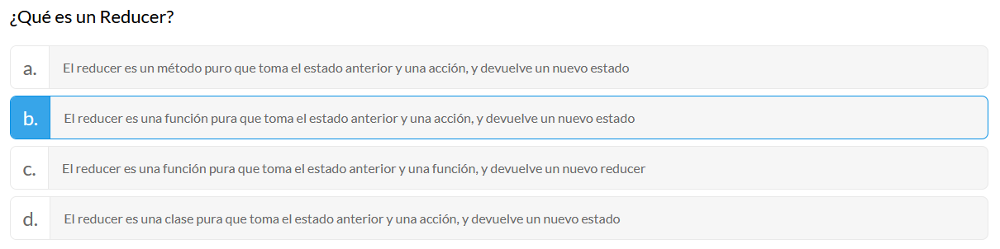 ¿Qué es un Reducer?
a. El reducer es un método puro que toma el estado anterior y una acción, y devuelve un nuevo estado
b. El reducer es una función pura que toma el estado anterior y una acción, y devuelve un nuevo estado
c. El reducer es una función pura que toma el estado anterior y una función, y devuelve un nuevo reducer
d. El reducer es una clase pura que toma el estado anterior y una acción, y devuelve un nuevo estado